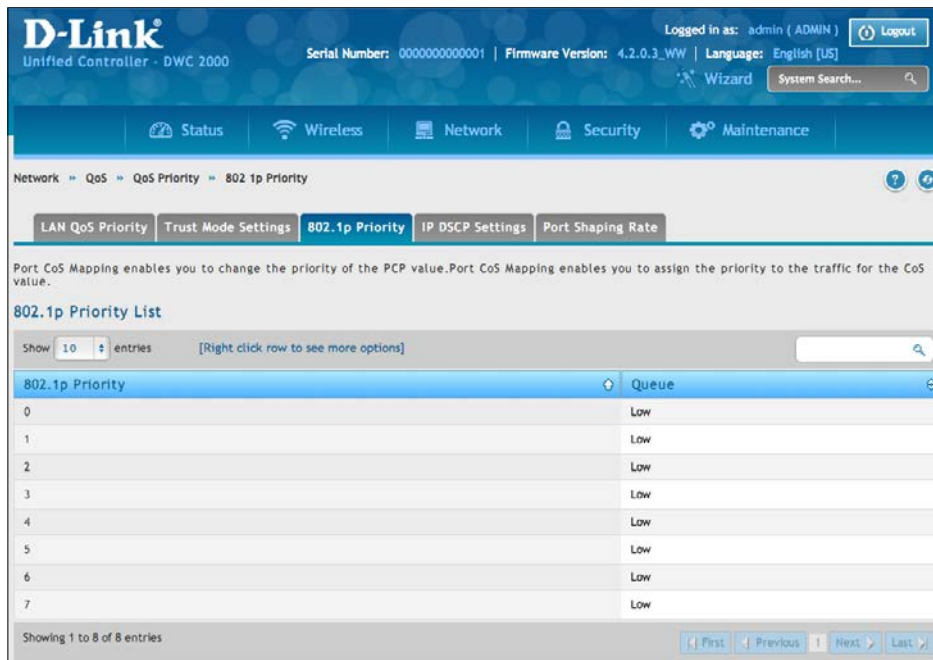 D-Link®
Logged in as: admin ( ADMIN ) Logout
Unified Controller - DWC 2000
Serial Number: 0000000000001 | Firmware Version: 4.2.0.3_WW | Language: English [US]
Wizard System Search...
Status Wireless Network Security Maintenance
Network » QoS » QoS Priority » 802 1p Priority
LAN QoS Priority Trust Mode Settings 802.1p Priority IP DSCP Settings Port Shaping Rate
Port CoS Mapping enables you to change the priority of the PCP value.Port CoS Mapping enables you to assign the priority to the traffic for the CoS
value.
802.1p Priority List
Show 10 entries [Right click row to see more options]
802.1p Priority Queue
0 Low
1 Low
2 Low
3 Low
4 Low
5 Low
6 Low
7 Low
Showing 1 to 8 of 8 entries First Previous 1 Next Last